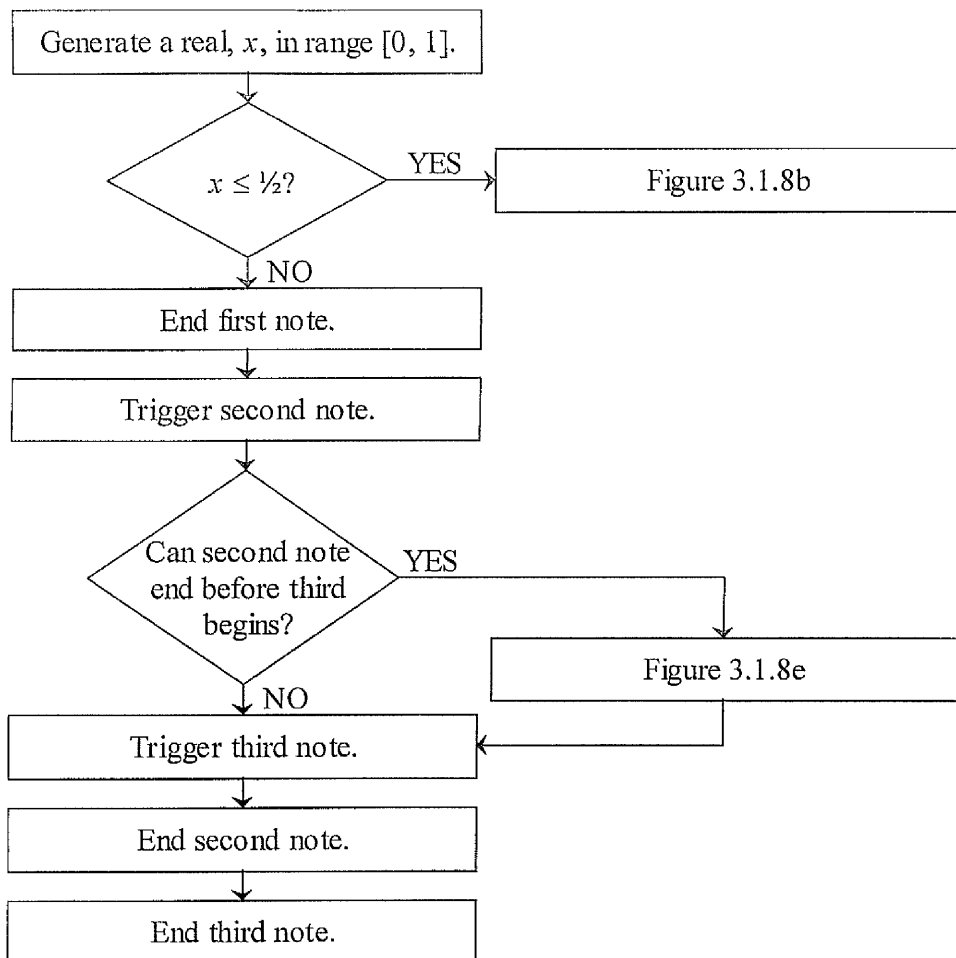 Generate a real, x, in range [0, 1].
x ≤ ½?
YES
Figure 3.1.8b
NO
End first note.
Trigger second note.
Can second note
end before third
begins?
YES
Figure 3.1.8e
NO
Trigger third note.
End second note.
End third note.